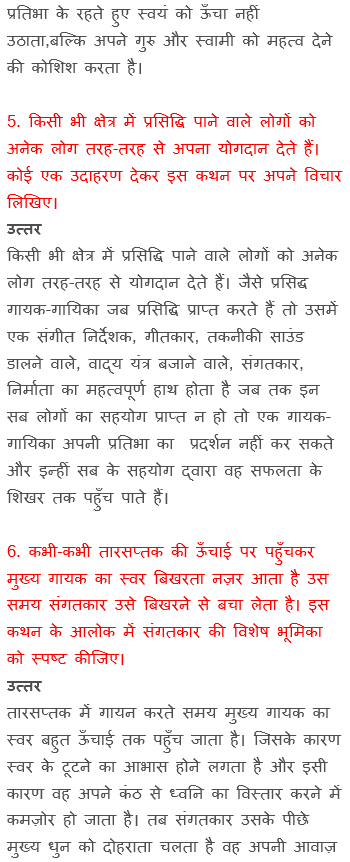 प्रतिभा के रहते हुए स्वयं को ऊँचा नहीं
उठाता,बल्कि अपने गुरु और स्वामी को महत्व देने
की कोशिश करता है।
5. किसी भी क्षेत्र में प्रसिद्धि पाने वाले लोगों को
अनेक लोग तरह-तरह से अपना योगदान देते हैं।
कोई एक उदाहरण देकर इस कथन पर अपने विचार
लिखिए।
उत्तर
किसी भी क्षेत्र में प्रसिद्धि पाने वाले लोगों को अनेक
लोग तरह-तरह से योगदान देते हैं। जैसे प्रसिद्ध
गायक-गायिका जब प्रसिद्धि प्राप्त करते हैं तो उसमें
एक संगीत निर्देशक, गीतकार, तकनीकी साउंड
डालने वाले, वाद्य यंत्र बजाने वाले, संगतकार,
निर्माता का महत्वपूर्ण हाथ होता है जब तक इन
सब लोगों का सहयोग प्राप्त न हो तो एक गायक-
गायिका अपनी प्रतिभा का प्रदर्शन नहीं कर सकते
और इन्हीं सब के सहयोग द्वारा वह सफलता के
शिखर तक पहुँच पाते हैं।
6. कभी-कभी तारसप्तक की ऊँचाई पर पहुँचकर
मुख्य गायक का स्वर बिखरता नज़र आता है उस
समय संगतकार उसे बिखरने से बचा लेता है। इस
कथन के आलोक में संगतकार की विशेष भूमिका
को स्पष्ट कीजिए।
उत्तर
तारसप्तक में गायन करते समय मुख्य गायक का
स्वर बहुत ऊँचाई तक पहुँच जाता है। जिसके कारण
स्वर के टूटने का आभास होने लगता है और इसी
कारण वह अपने कंठ से ध्वनि का विस्तार करने में
कमज़ोर हो जाता है। तब संगतकार उसके पीछे
मुख्य धुन को दोहराता चलता है वह अपनी आवाज़